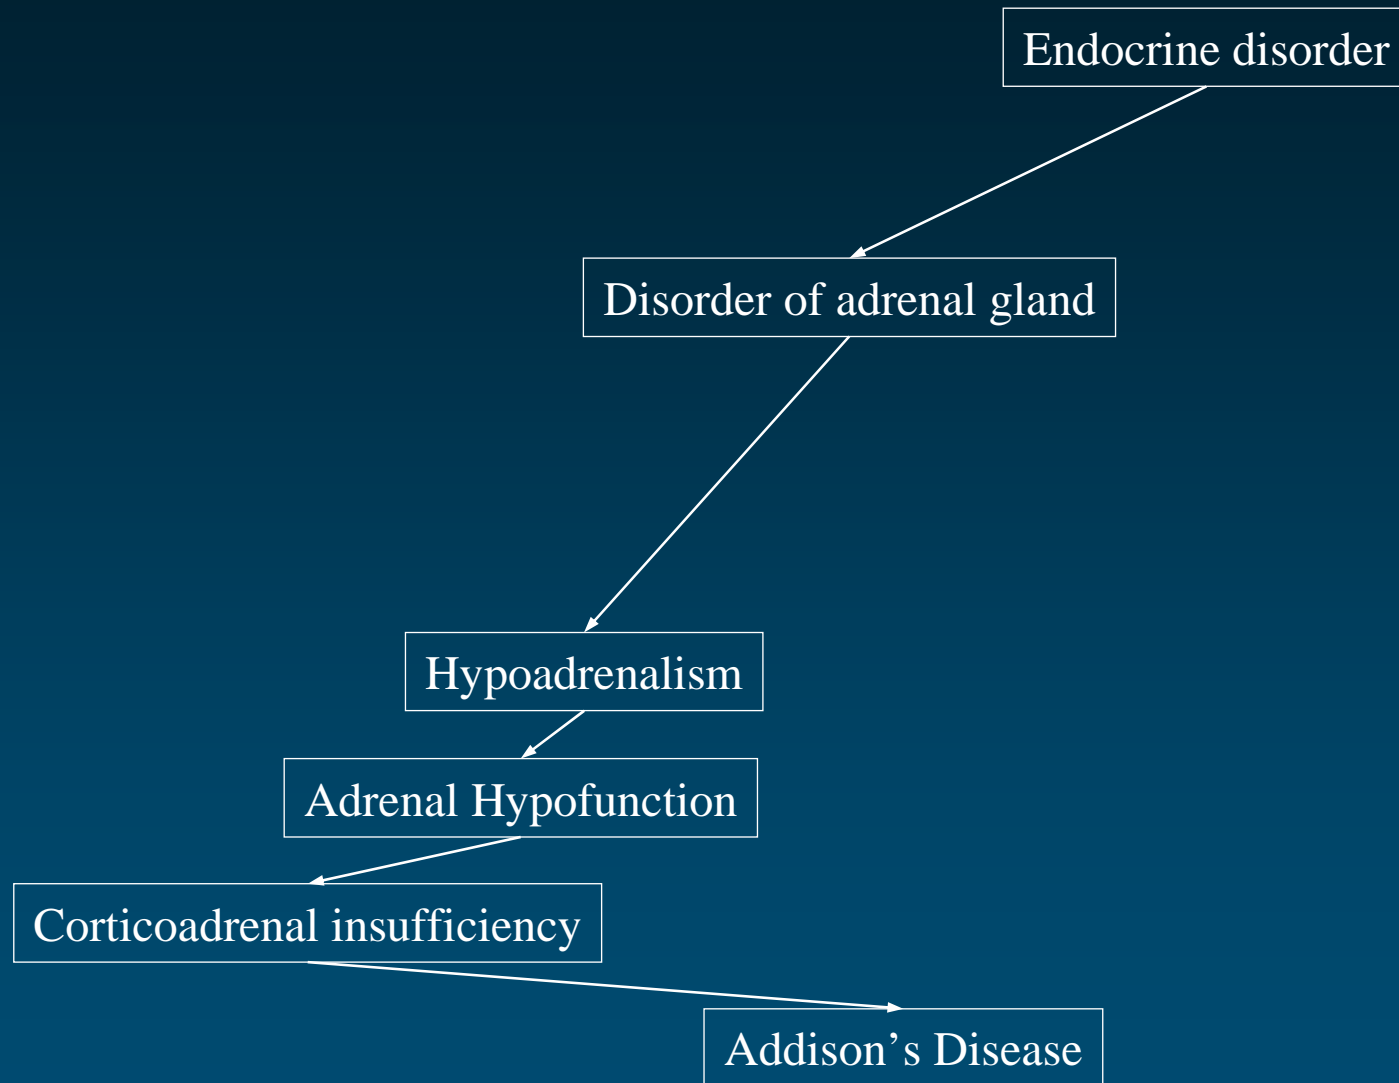 Endocrine disorder
Disorder of adrenal gland
Hypoadrenalism
Adrenal Hypofunction
Corticoadrenal insufficiency
Addison’s Disease